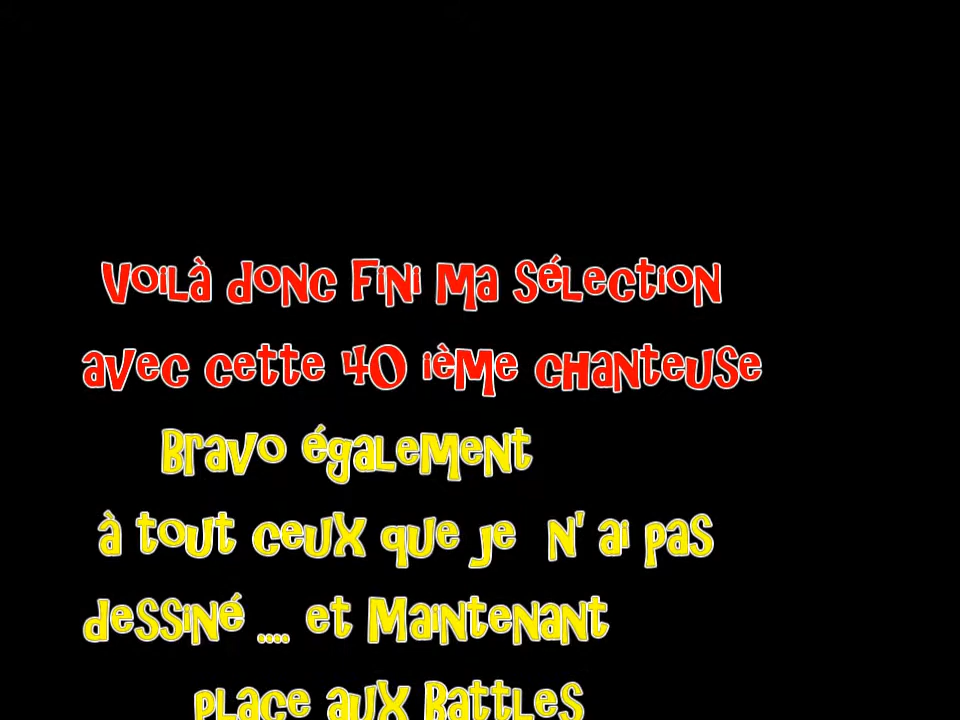 Voilà donc Fini ma sélection
avec cette 40 ième chanteuse
Bravo également
à tout ceux que je n' ai pas
dessiné .... et Maintenant
place aux Battles